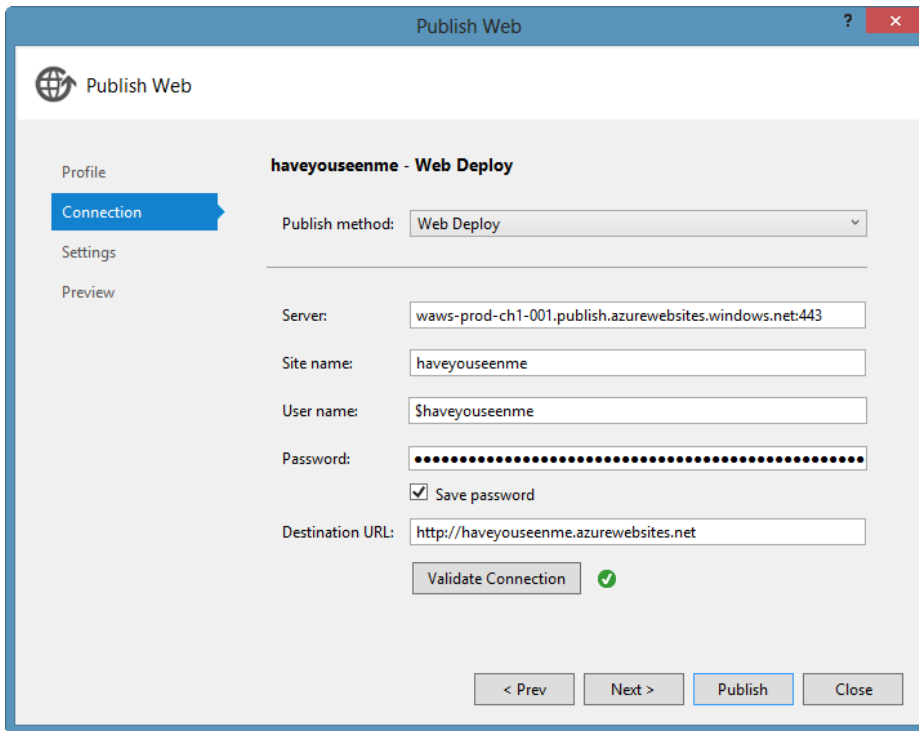 Publish Web
? ×
Publish Web
Profile
Connection
Settings
Preview
haveyouseenme - Web Deploy
Publish method: Web Deploy
Server: waws-prod-ch1-001.publish.azurewebsites.windows.net:443
Site name: haveyouseenme
User name: $haveyouseenme
Password: ••••••••••••••••••••••••••••••••••••••••••••••••••
Save password
Destination URL: http://haveyouseenme.azurewebsites.net
Validate Connection
< Prev Next > Publish Close